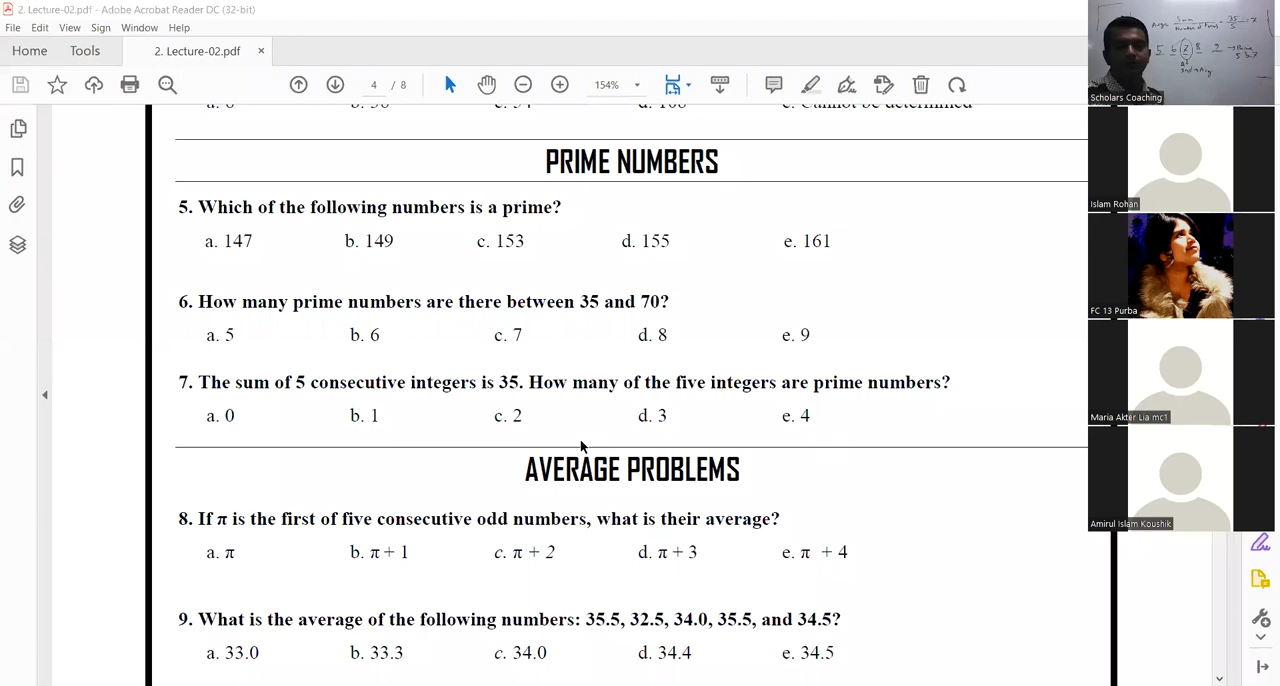 2. Lecture-02.pdf - Adobe Acrobat Reader DC (32-bit)
File Edit View Sign Window Help
Home Tools 2. Lecture-02.pdf ×
4 / 8 154%
e. Cannot be determined
PRIME NUMBERS
5. Which of the following numbers is a prime?
a. 147 b. 149 c. 153 d. 155 e. 161
6. How many prime numbers are there between 35 and 70?
a. 5 b. 6 c. 7 d. 8 e. 9
7. The sum of 5 consecutive integers is 35. How many of the five integers are prime numbers?
a. 0 b. 1 c. 2 d. 3 e. 4
AVERAGE PROBLEMS
8. If π is the first of five consecutive odd numbers, what is their average?
a. π b. π + 1 c. π + 2 d. π + 3 e. π + 4
9. What is the average of the following numbers: 35.5, 32.5, 34.0, 35.5, and 34.5?
a. 33.0 b. 33.3 c. 34.0 d. 34.4 e. 34.5
Scholars Coaching
Islam Rohan
FC 13 Purba
Maria Akter Lia mc1
Amirul Islam Koushik